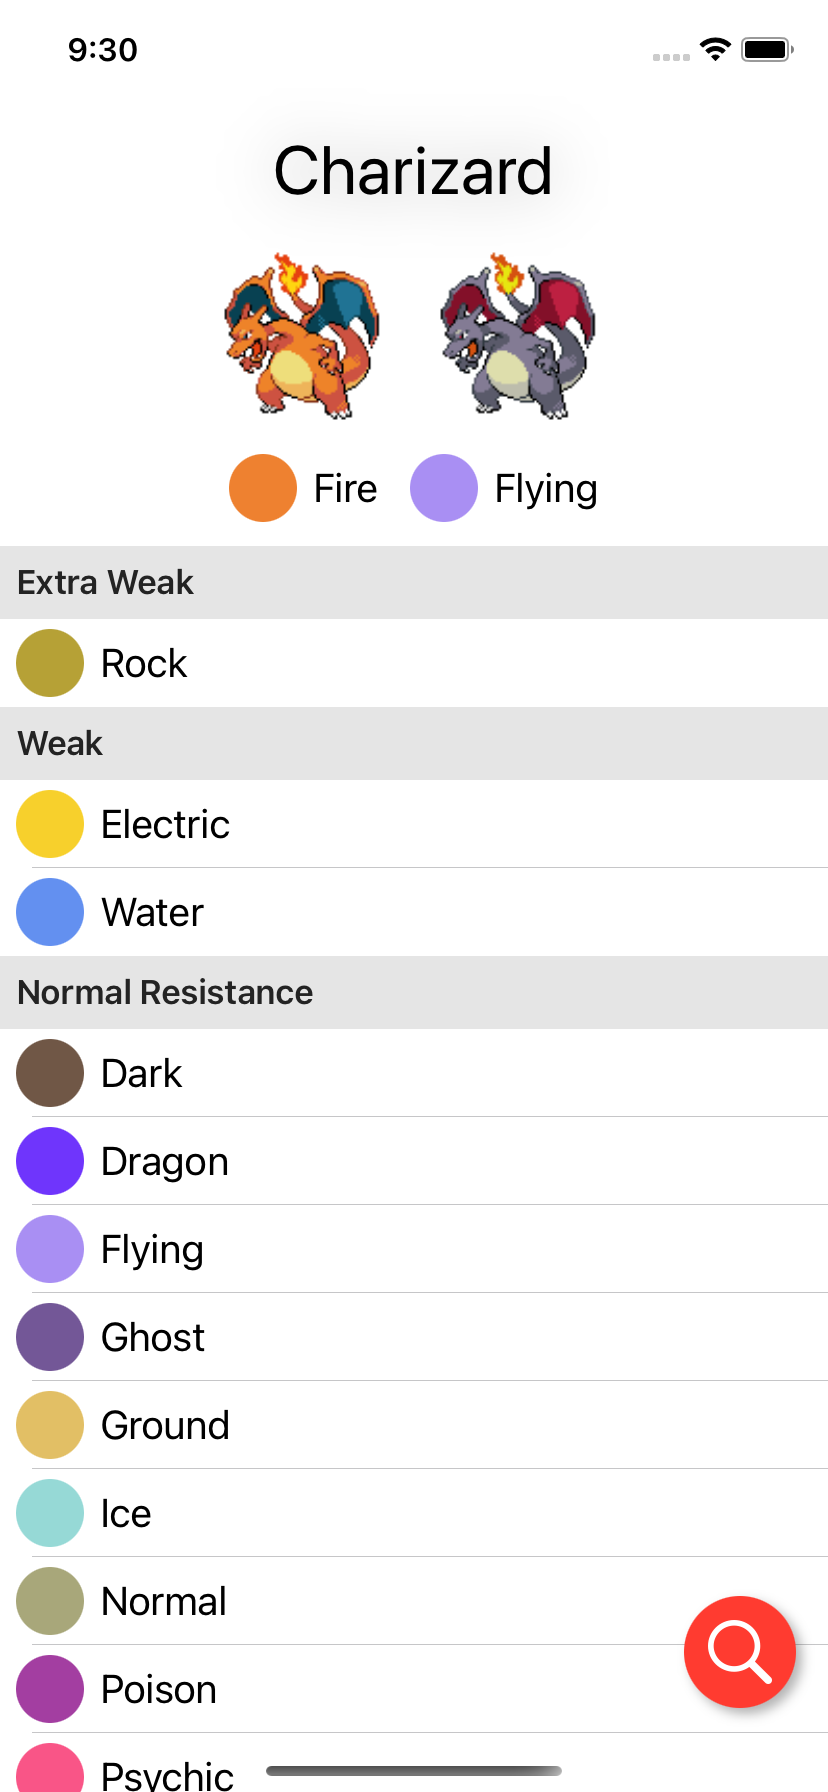 9:30
Charizard
Fire Flying
Extra Weak
Rock
Weak
Electric
Water
Normal Resistance
Dark
Dragon
Flying
Ghost
Ground
Ice
Normal
Poison
Psychic